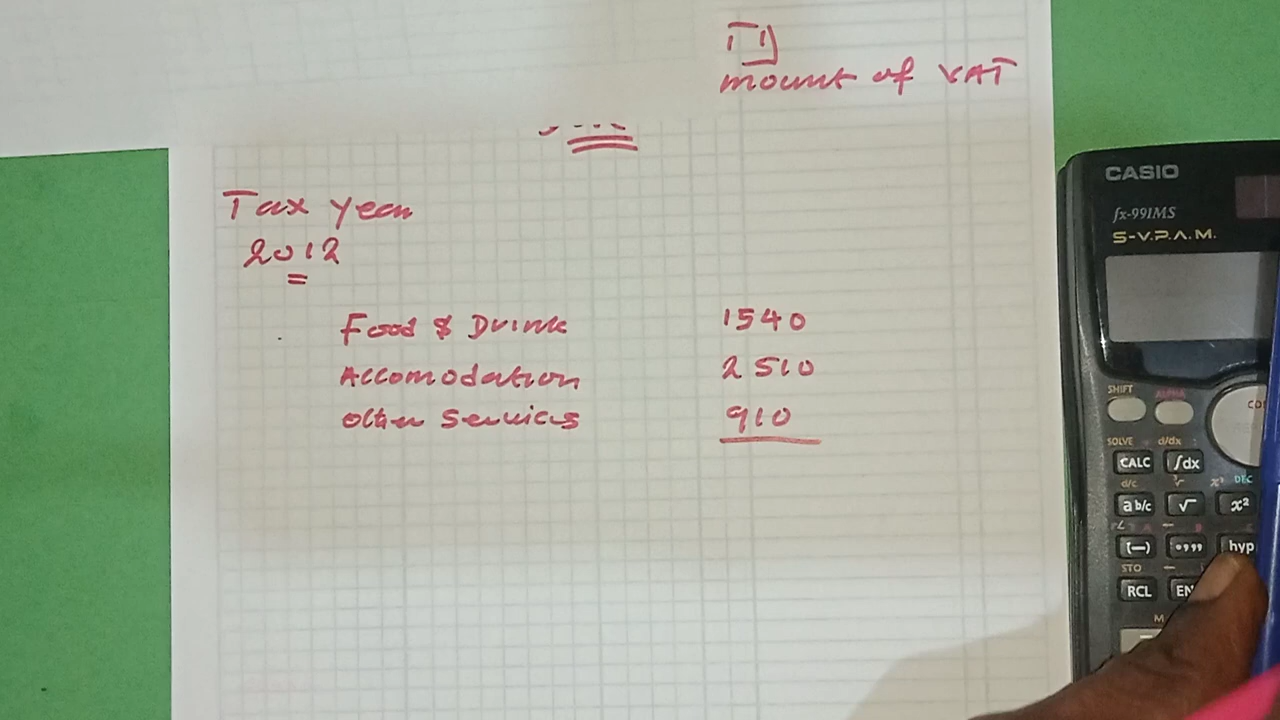 mount of VAT
Tax year
2012
Food & Drink 1540
Accomodation 2510
Other Services 910
CASIO
fx-991MS
S-V.P.A.M.
SHIFT ALPHA
SOLVE d/dx :
CALC ∫dx
d/c DEC
a b/c √ x²
(—) hyp
STO
RCL EN
M